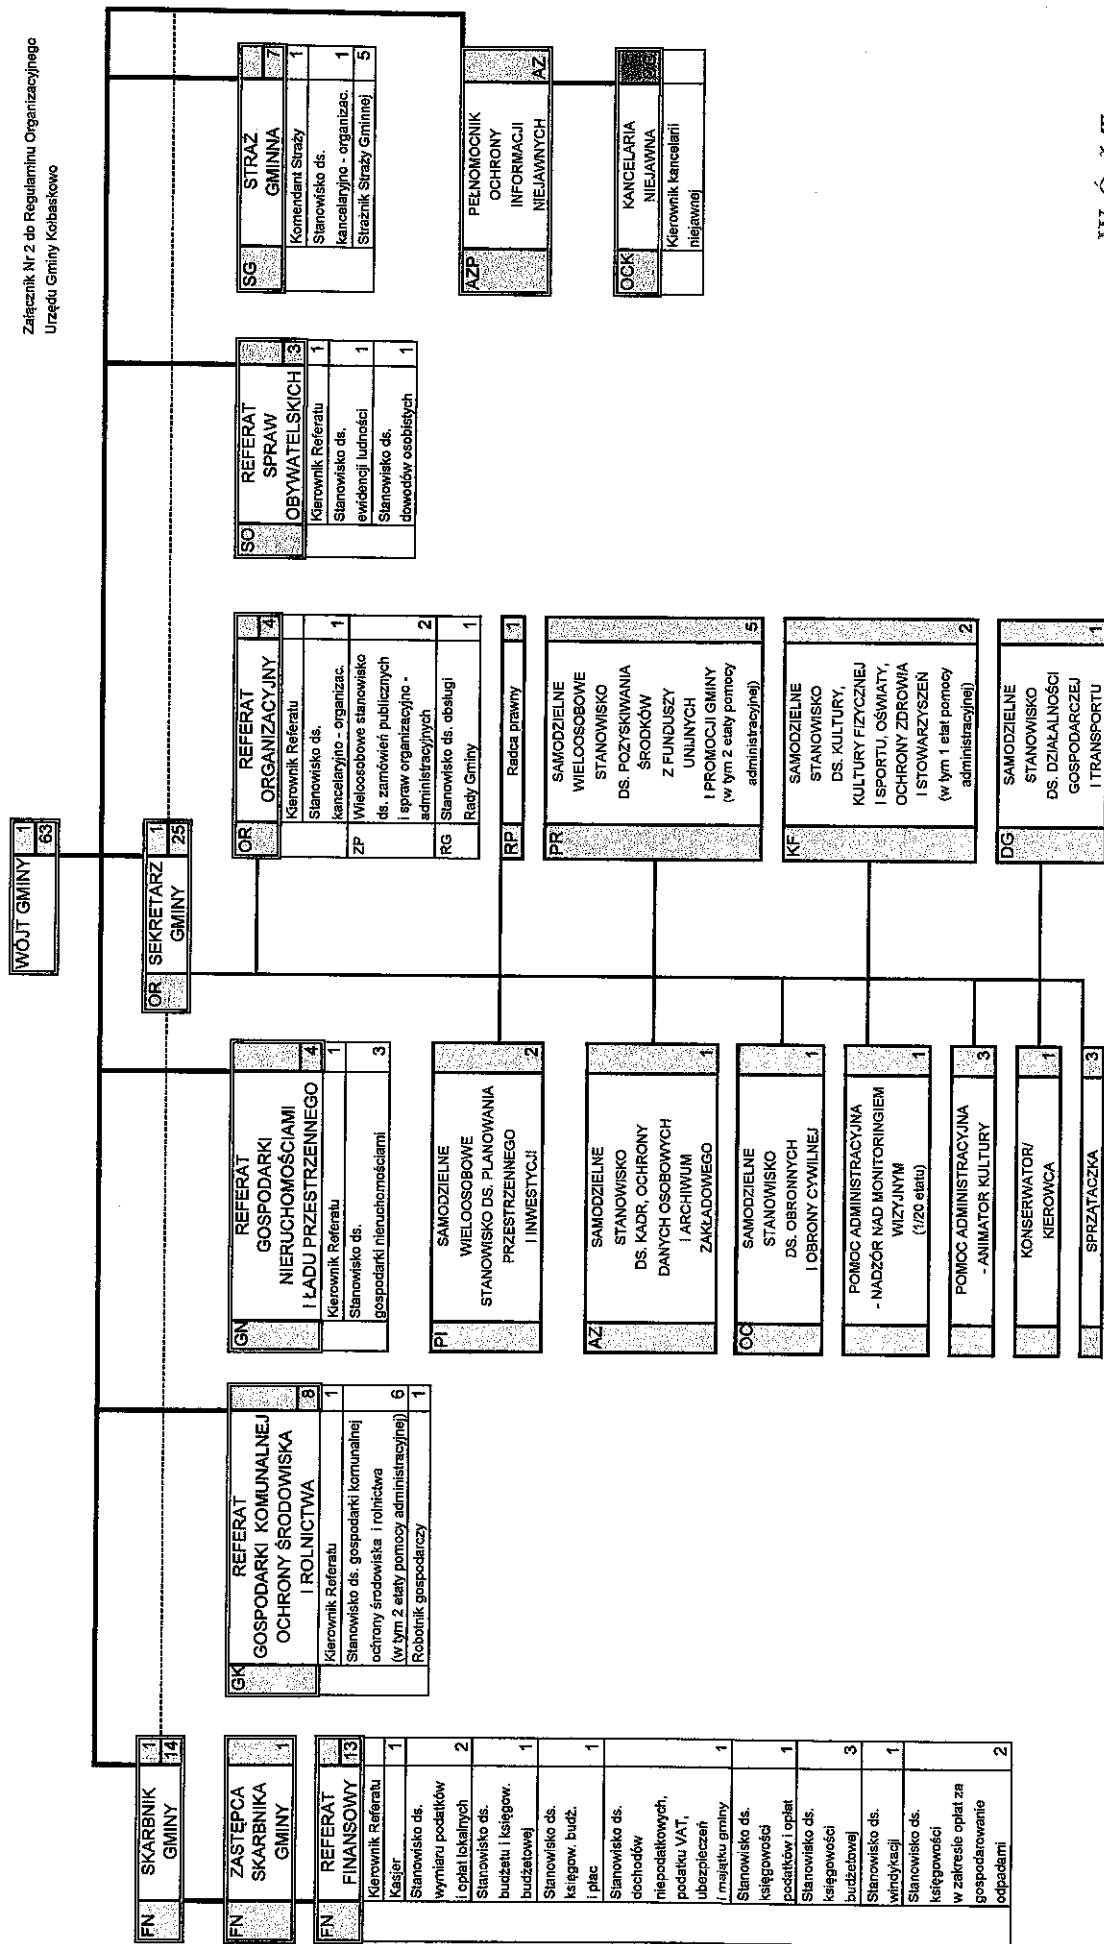 Załącznik Nr 2 do Regulaminu Organizacyjnego
Urzędu Gminy Kołbaskowo
WÓJT GMINY 1
63
OR SEKRETARZ 1
GMINY 25
FN SKARBNIK 1
GMINY 14
FN ZASTĘPCA
SKARBNIKA
GMINY 1
FN REFERAT
FINANSOWY 13
Kierownik Referatu
Kasjer 1
Stanowisko ds.
wymiaru podatków
i opłat lokalnych 2
Stanowisko ds.
budżetu i księgow.
budżetowej 1
Stanowisko ds.
księgow. budż.
i płac 1
Stanowisko ds.
dochodów
niepodatkowych,
podatku VAT,
ubezpieczeń
i majątku gminy 1
Stanowisko ds.
księgowości
podatków i opłat 1
Stanowisko ds.
księgowości
budżetowej 3
Stanowisko ds.
windykacji 1
Stanowisko ds.
księgowości
w zakresie opłat za
gospodarowanie
odpadami 2
GK REFERAT
GOSPODARKI KOMUNALNEJ
OCHRONY ŚRODOWISKA
I ROLNICTWA 8
Kierownik Referatu 1
Stanowisko ds. gospodarki komunalnej
ochrony środowiska i rolnictwa
(w tym 2 etaty pomocy administracyjnej) 6
Robotnik gospodarczy 1
GN REFERAT
GOSPODARKI
NIERUCHOMOŚCIAMI
I ŁADU PRZESTRZENNEGO 4
Kierownik Referatu 1
Stanowisko ds.
gospodarki nieruchomościami 3
PI SAMODZIELNE
WIELOOSOBOWE
STANOWISKO DS. PLANOWANIA
PRZESTRZENNEGO
I INWESTYCJI 2
AZ SAMODZIELNE
STANOWISKO
DS. KADR, OCHRONY
DANYCH OSOBOWYCH
I ARCHIWUM
ZAKŁADOWEGO 1
OC SAMODZIELNE
STANOWISKO
DS. OBRONNYCH
I OBRONY CYWILNEJ 1
POMOC ADMINISTRACYJNA
- NADZÓR NAD MONITORINGIEM
WIZYJNYM
(1/20 etatu) 1
POMOC ADMINISTRACYJNA
- ANIMATOR KULTURY 3
KONSERWATOR/
KIEROWCA 1
SPRZĄTACZKA 3
OR REFERAT
ORGANIZACYJNY 4
Kierownik Referatu
Stanowisko ds.
kancelaryjno - organizac. 1
ZP Wieloosobowe stanowisko
ds. zamówień publicznych
i spraw organizacyjno -
administracyjnych 2
RG Stanowisko ds. obsługi
Rady Gminy 1
RP Radca prawny 1
PR SAMODZIELNE
WIELOOSOBOWE
STANOWISKO
DS. POZYSKIWANIA
ŚRODKÓW
Z FUNDUSZY
UNIJNYCH
I PROMOCJI GMINY
(w tym 2 etaty pomocy
administracyjnej) 5
KF SAMODZIELNE
STANOWISKO
DS. KULTURY,
KULTURY FIZYCZNEJ
I SPORTU, OŚWIATY,
OCHRONY ZDROWIA
I STOWARZYSZEŃ
(w tym 1 etat pomocy
administracyjnej) 2
DG SAMODZIELNE
STANOWISKO
DS. DZIAŁALNOŚCI
GOSPODARCZEJ
I TRANSPORTU 1
SO REFERAT
SPRAW
OBYWATELSKICH 3
Kierownik Referatu 1
Stanowisko ds.
ewidencji ludności 1
Stanowisko ds.
dowodów osobistych 1
SG STRAŻ
GMINNA 7
Komendant Straży 1
Stanowisko ds.
kancelaryjno - organizac. 1
Strażnik Straży Gminnej 5
AZP PEŁNOMOCNIK
OCHRONY
INFORMACJI
NIEJAWNYCH AZ
OCK KANCELARIA
NIEJAWNA
Kierownik kancelarii
niejawnej